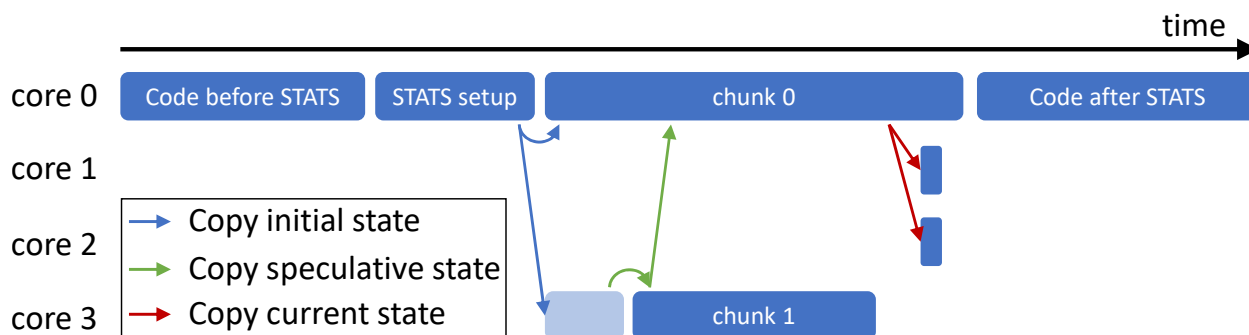 time
core 0
Code before STATS
STATS setup
chunk 0
Code after STATS
core 1
core 2
Copy initial state
Copy speculative state
Copy current state
core 3
chunk 1